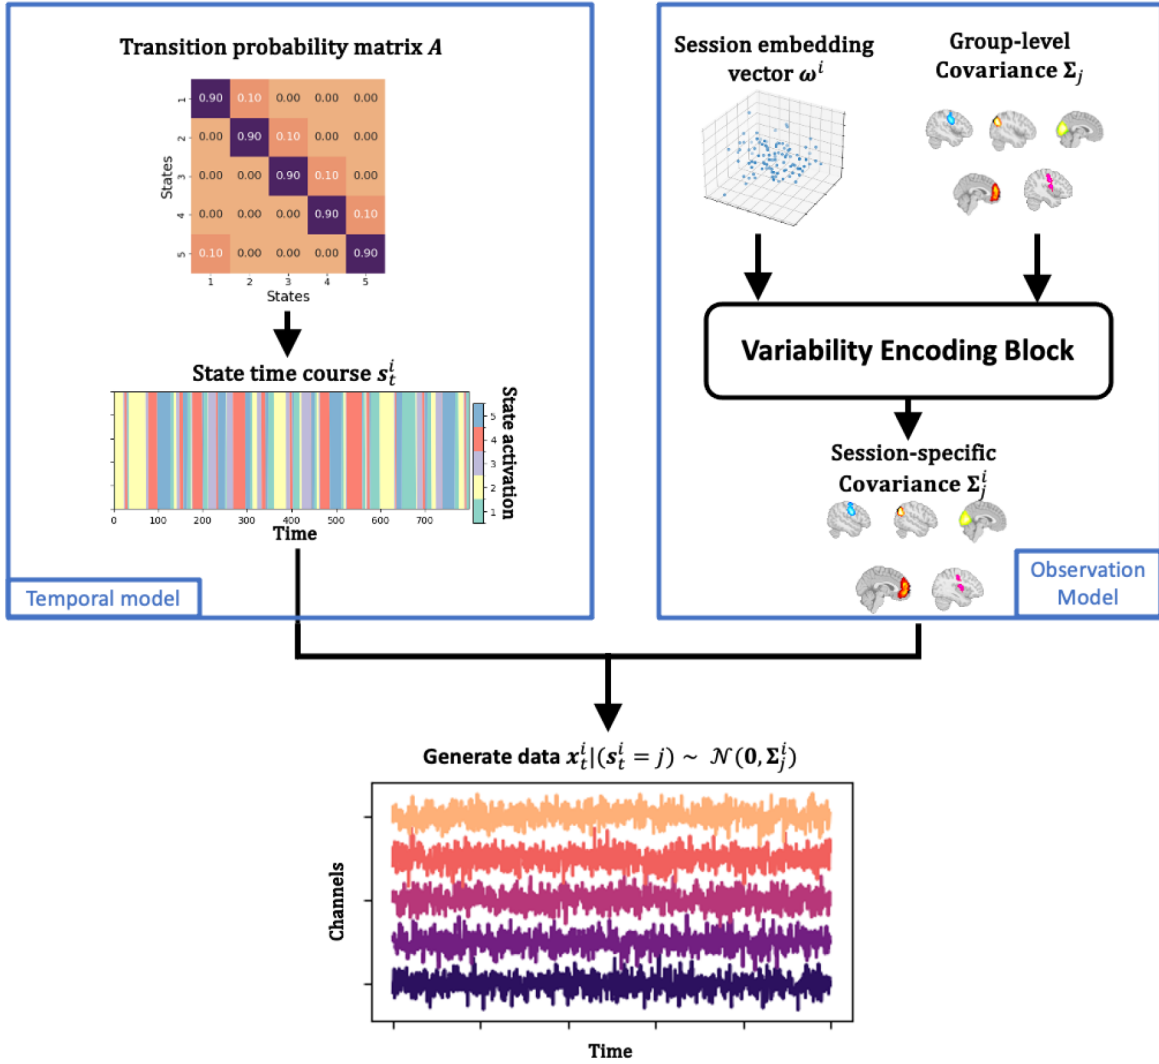 Transition probability matrix A
1 0.90 0.10 0.00 0.00 0.00
2 0.00 0.90 0.10 0.00 0.00
3 0.00 0.00 0.90 0.10 0.00
4 0.00 0.00 0.00 0.90 0.10
5 0.10 0.00 0.00 0.00 0.90
1 2 3 4 5
States
States
State time course s_t^i
5
4
3
2
1
State activation
0 100 200 300 400 500 600 700
Time
Temporal model
Session embedding
vector ω^i
Group-level
Covariance Σ_j
Variability Encoding Block
Session-specific
Covariance Σ_j^i
Observation
Model
Generate data x_t^i|(s_t^i = j) ~ 𝒩(0, Σ_j^i)
Channels
Time